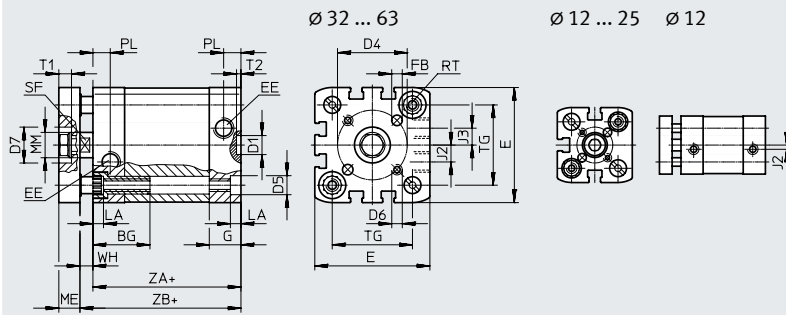 Ø 32 ... 63
Ø 12 ... 25
Ø 12
PL
PL
D4
T1
T2
FB
RT
SF
EE
D7
MM
D1
J3
TG
E
J2
J2
EE
D5
LA
LA
D6
BG
G
TG
WH
ZA+
E
ME
ZB+